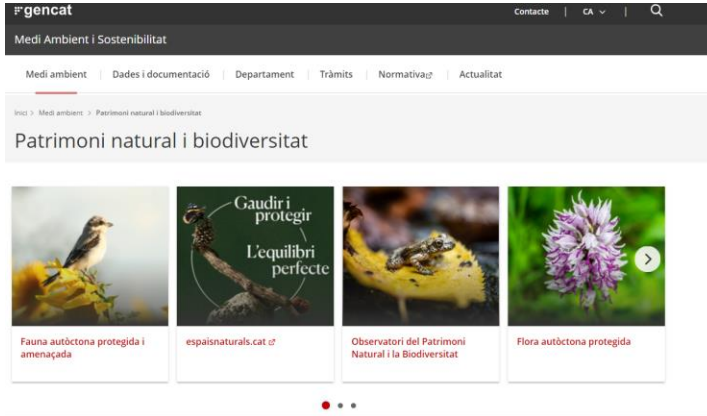 gencat
Contacte | CA | 
Medi Ambient i Sostenibilitat
Medi ambient | Dades i documentació | Departament | Tràmits | Normativa | Actualitat
Inici > Medi ambient > Patrimoni natural i biodiversitat
Patrimoni natural i biodiversitat
Gaudir i
protegir
L'equilibri
perfecte
Fauna autòctona protegida i
amenaçada
espaisnaturals.cat
Observatori del Patrimoni
Natural i la Biodiversitat
Flora autòctona protegida